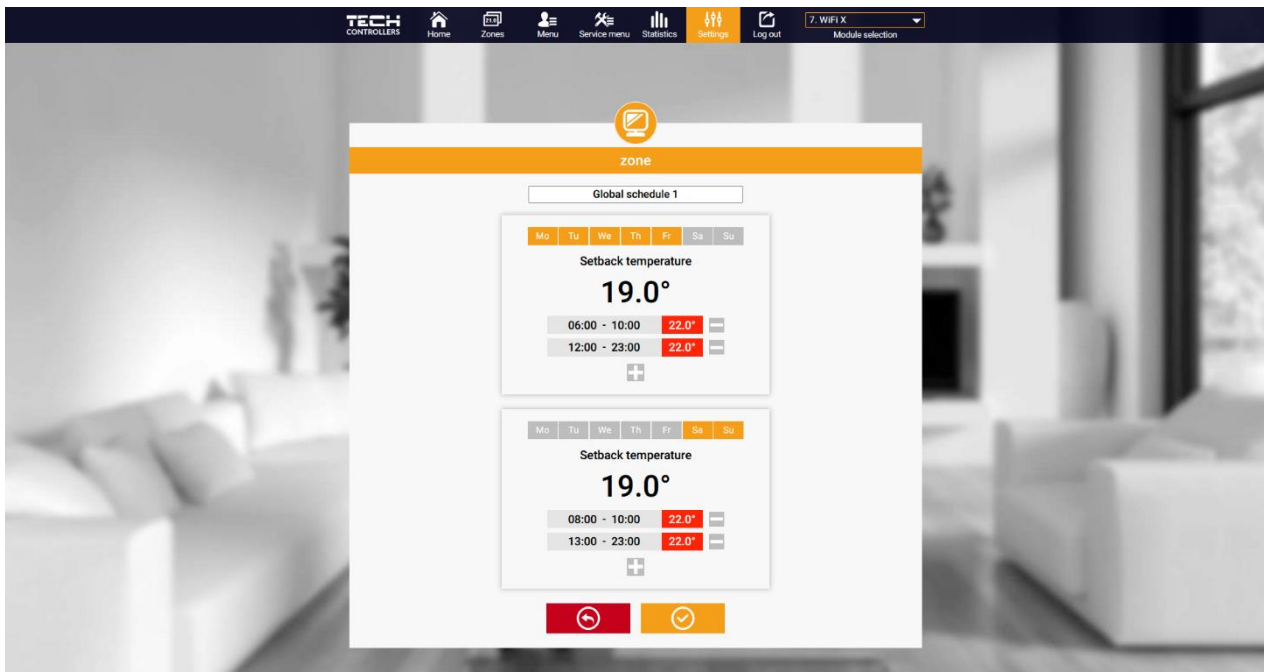 TECH
CONTROLLERS
Home
21.0
Zones
Menu
Service menu
Statistics
Settings
Log out
7. WiFi X
Module selection
zone
Global schedule 1
Mo Tu We Th Fr Sa Su
Setback temperature
19.0°
06:00 - 10:00 22.0°
12:00 - 23:00 22.0°
Mo Tu We Th Fr Sa Su
Setback temperature
19.0°
08:00 - 10:00 22.0°
13:00 - 23:00 22.0°